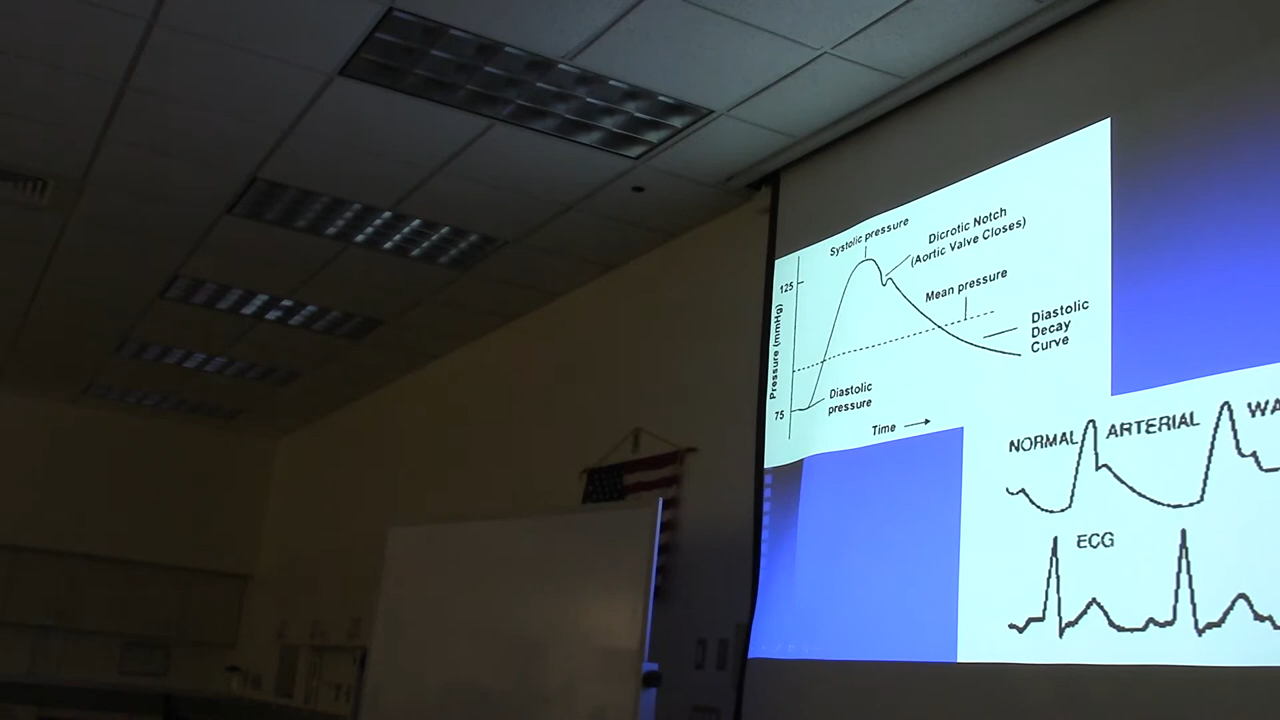 Systolic pressure
Dicrotic Notch
(Aortic Valve Closes)
125
Mean pressure
Pressure (mmHg)
Diastolic
Decay
Curve
Diastolic
pressure
75
Time
NORMAL ARTERIAL
ECG